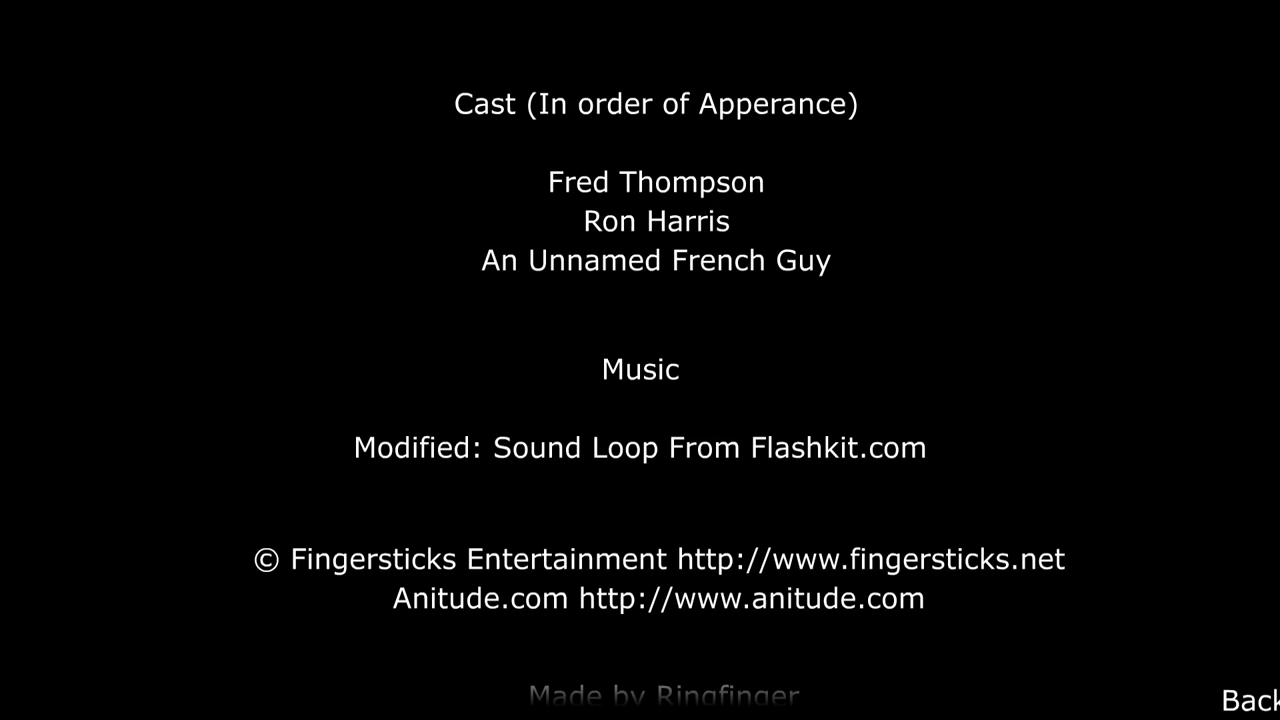 Cast (In order of Apperance)
Fred Thompson
Ron Harris
An Unnamed French Guy
Music
Modified: Sound Loop From Flashkit.com
© Fingersticks Entertainment http://www.fingersticks.net
Anitude.com http://www.anitude.com
Made by Ringfinger
Back